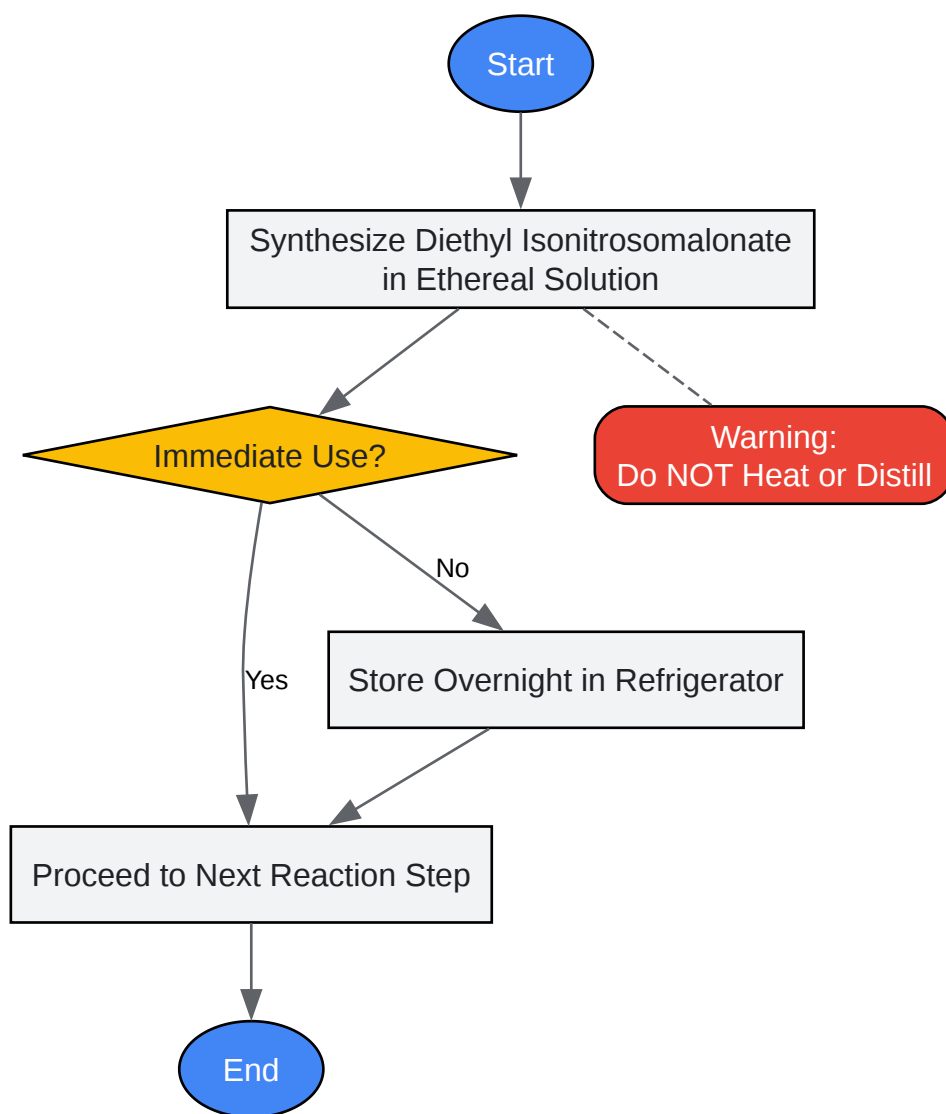 Start
Synthesize Diethyl Isonitrosomalonate
in Ethereal Solution
Immediate Use?
Warning:
Do NOT Heat or Distill
No
Yes
Store Overnight in Refrigerator
Proceed to Next Reaction Step
End